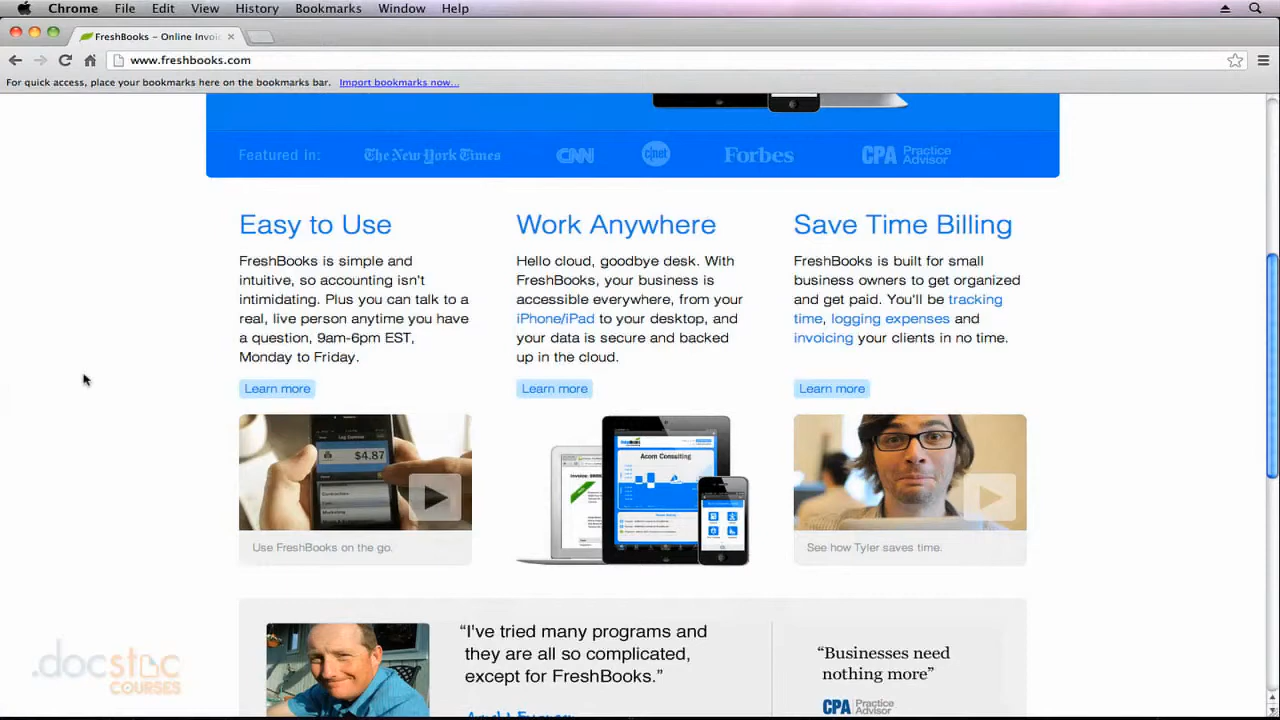 Chrome File Edit View History Bookmarks Window Help
FreshBooks – Online Invoi
www.freshbooks.com
For quick access, place your bookmarks here on the bookmarks bar. Import bookmarks now...
Featured in: The New York Times CNN c|net Forbes CPA Practice Advisor
Easy to Use
FreshBooks is simple and
intuitive, so accounting isn't
intimidating. Plus you can talk to a
real, live person anytime you have
a question, 9am-6pm EST,
Monday to Friday.
Learn more
$4.87
Use FreshBooks on the go.
Work Anywhere
Hello cloud, goodbye desk. With
FreshBooks, your business is
accessible everywhere, from your
iPhone/iPad to your desktop, and
your data is secure and backed
up in the cloud.
Learn more
Acorn Consulting
Save Time Billing
FreshBooks is built for small
business owners to get organized
and get paid. You'll be tracking
time, logging expenses and
invoicing your clients in no time.
Learn more
See how Tyler saves time.
“I've tried many programs and
they are all so complicated,
except for FreshBooks.”
“Businesses need
nothing more”
CPA Practice Advisor
.docstoc
COURSES